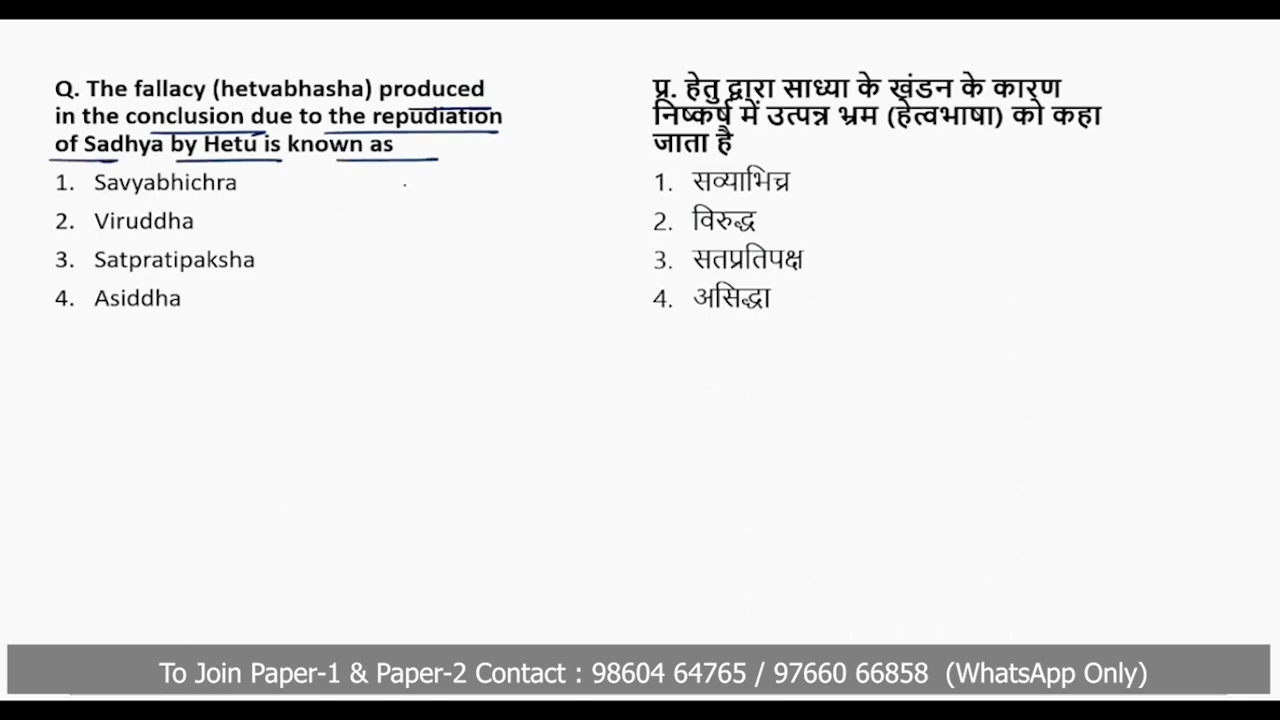 Q. The fallacy (hetvabhasha) produced
in the conclusion due to the repudiation
of Sadhya by Hetu is known as
1. Savyabhichra
2. Viruddha
3. Satpratipaksha
4. Asiddha
प्र. हेतु द्वारा साध्या के खंडन के कारण
निष्कर्ष में उत्पन्न भ्रम (हेत्वभाषा) को कहा
जाता है
1. सव्याभिच्र
2. विरुद्ध
3. सतप्रतिपक्ष
4. असिद्धा
To Join Paper-1 & Paper-2 Contact : 98604 64765 / 97660 66858 (WhatsApp Only)